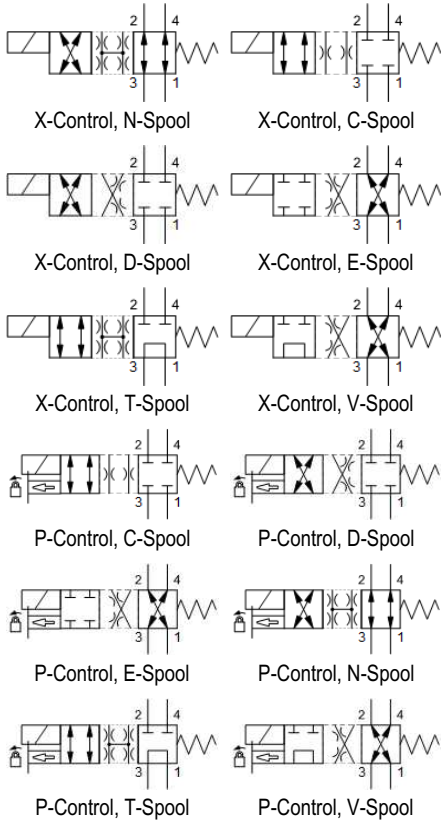 2 4 2 4
3 1 3 1
X-Control, N-Spool X-Control, C-Spool
2 4 2 4
3 1 3 1
X-Control, D-Spool X-Control, E-Spool
2 4 2 4
3 1 3 1
X-Control, T-Spool X-Control, V-Spool
2 4 2 4
3 1 3 1
P-Control, C-Spool P-Control, D-Spool
2 4 2 4
3 1 3 1
P-Control, E-Spool P-Control, N-Spool
2 4 2 4
3 1 3 1
P-Control, T-Spool P-Control, V-Spool